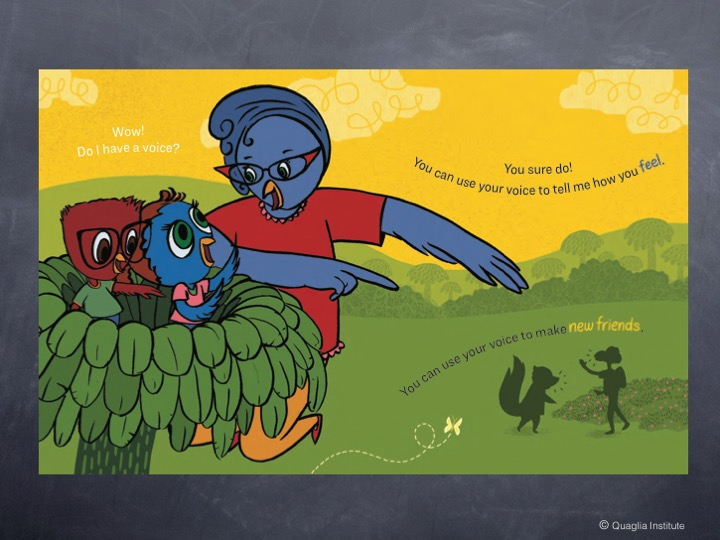 Wow!
Do I have a voice?
You sure do!
You can use your voice to tell me how you feel.
You can use your voice to make new friends.
© Quaglia Institute